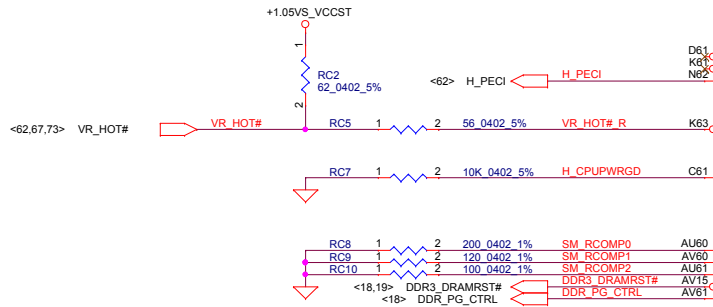 +1.05VS_VCCST
1
RC2
62_0402_5%
2
D61
K61
<62> H_PECI H_PECI N62
<62,67,73> VR_HOT# VR_HOT# RC5 1 2 56_0402_5% VR_HOT#_R K63
RC7 1 2 10K_0402_5% H_CPUPWRGD C61
RC8 1 2 200_0402_1% SM_RCOMP0 AU60
RC9 1 2 120_0402_1% SM_RCOMP1 AV60
RC10 1 2 100_0402_1% SM_RCOMP2 AU61
<18,19> DDR3_DRAMRST# DDR3_DRAMRST# AV15
<18> DDR_PG_CTRL DDR_PG_CTRL AV61